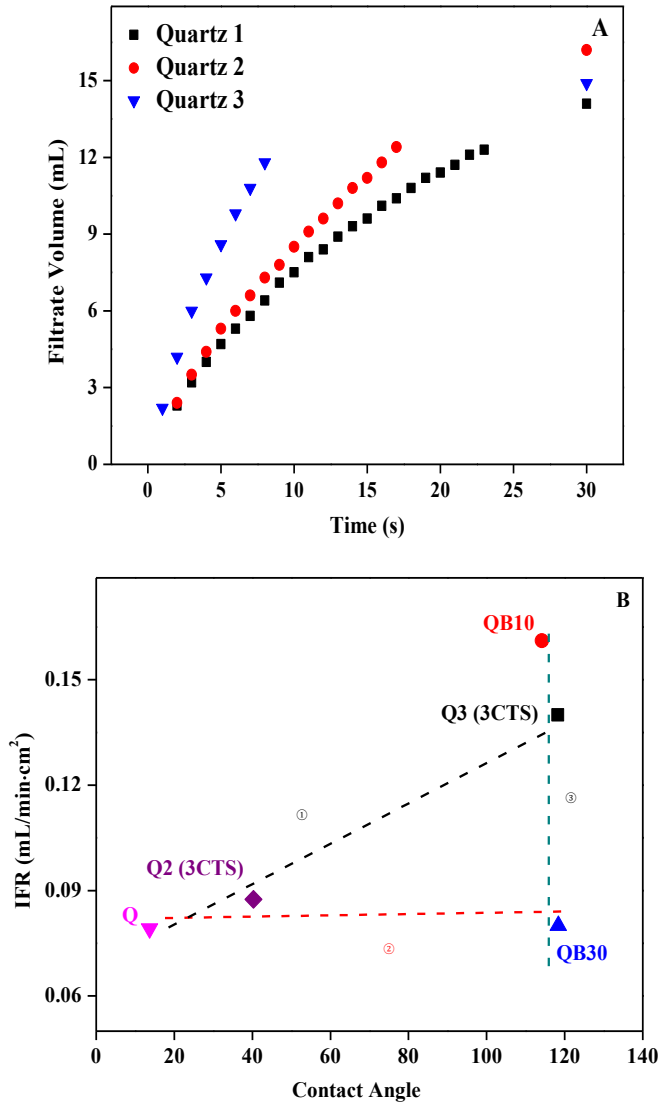 A
Quartz 1
Quartz 2
Quartz 3
15
12
9
6
3
0
Filtrate Volume (mL)
0 5 10 15 20 25 30
Time (s)
B
QB10
Q3 (3CTS)
①
③
Q2 (3CTS)
Q
②
QB30
0.15
0.12
0.09
0.06
IFR (mL/min·cm²)
0 20 40 60 80 100 120 140
Contact Angle